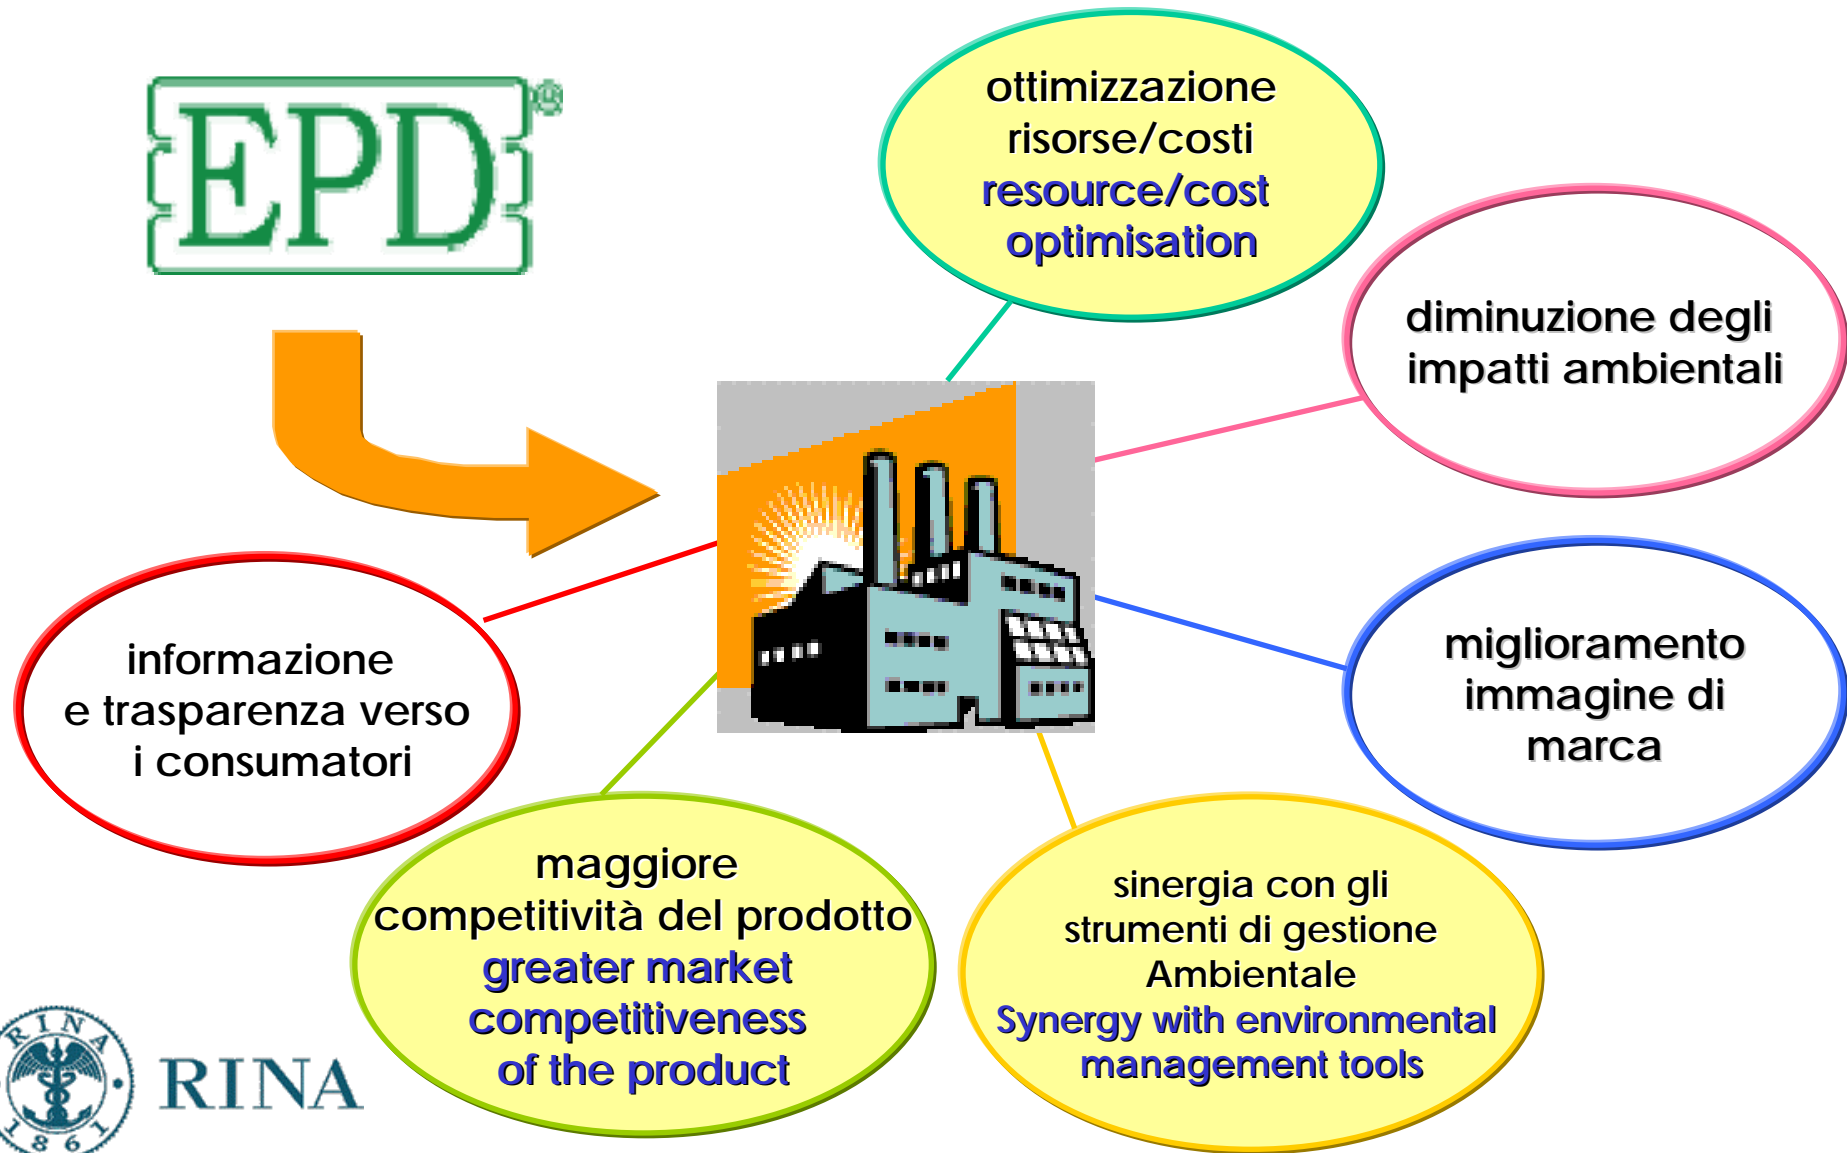 EPD®
ottimizzazione
risorse/costi
resource/cost
optimisation
diminuzione degli
impatti ambientali
miglioramento
immagine di
marca
sinergia con gli
strumenti di gestione
Ambientale
Synergy with environmental
management tools
maggiore
competitività del prodotto
greater market
competitiveness
of the product
informazione
e trasparenza verso
i consumatori
RINA
1861
RINA